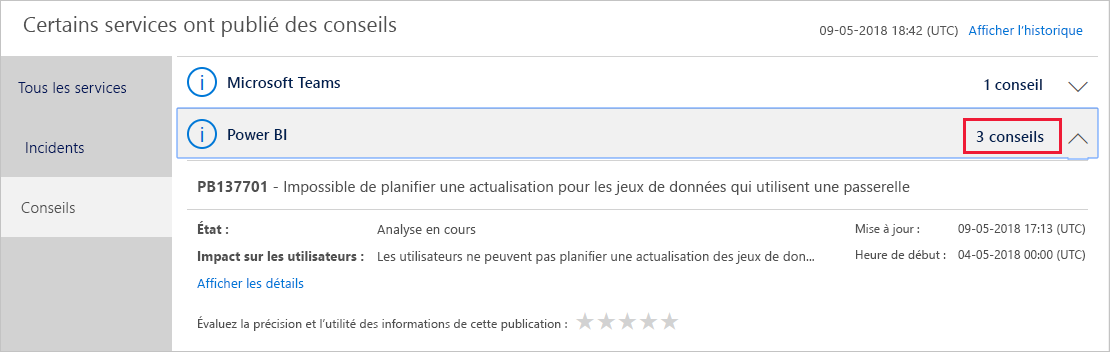 Certains services ont publié des conseils
09-05-2018 18:42 (UTC) Afficher l'historique
Tous les services
Incidents
Conseils
Microsoft Teams 1 conseil
Power BI 3 conseils
PB137701 - Impossible de planifier une actualisation pour les jeux de données qui utilisent une passerelle
État : Analyse en cours Mise à jour : 09-05-2018 17:13 (UTC)
Impact sur les utilisateurs : Les utilisateurs ne peuvent pas planifier une actualisation des jeux de don... Heure de début : 04-05-2018 00:00 (UTC)
Afficher les détails
Évaluez la précision et l'utilité des informations de cette publication :